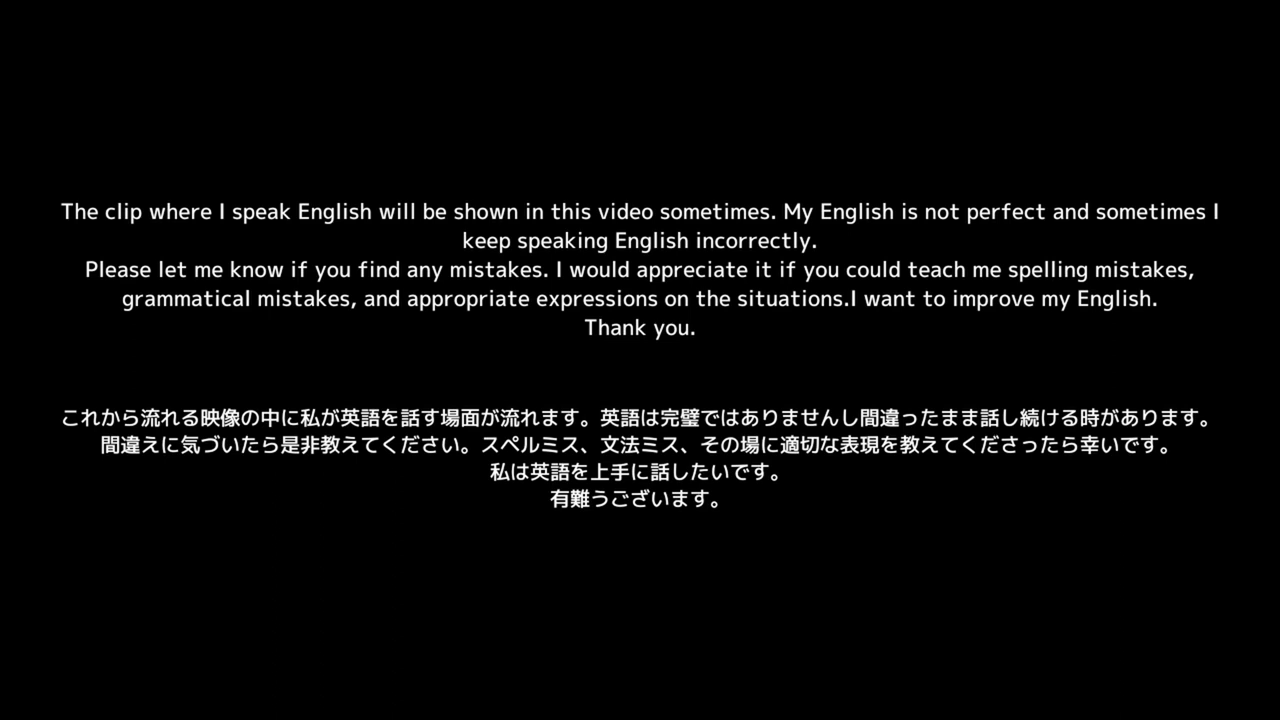 The clip where I speak English will be shown in this video sometimes. My English is not perfect and sometimes I
keep speaking English incorrectly.
Please let me know if you find any mistakes. I would appreciate it if you could teach me spelling mistakes,
grammatical mistakes, and appropriate expressions on the situations.I want to improve my English.
Thank you.
これから流れる映像の中に私が英語を話す場面が流れます。英語は完璧ではありませんし間違ったまま話し続ける時があります。
間違えに気づいたら是非教えてください。スペルミス、文法ミス、その場に適切な表現を教えてくださったら幸いです。
私は英語を上手に話したいです。
有難うございます。